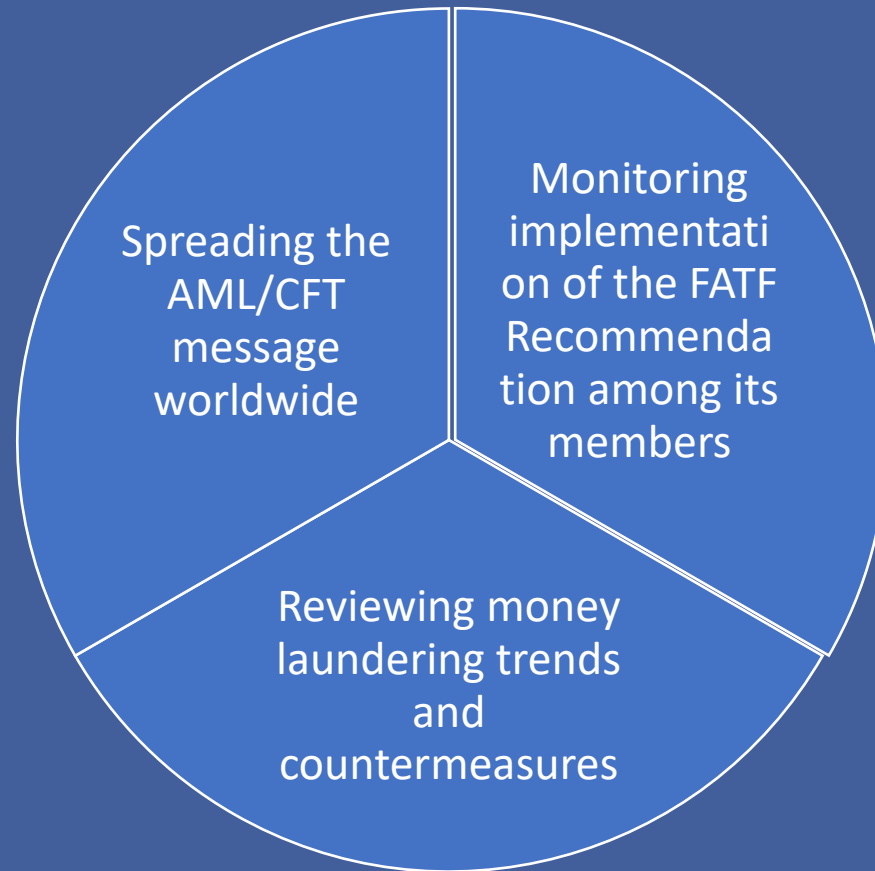 Spreading the
AML/CFT
message
worldwide
Monitoring
implementati
on of the FATF
Recommenda
tion among its
members
Reviewing money
laundering trends
and
countermeasures